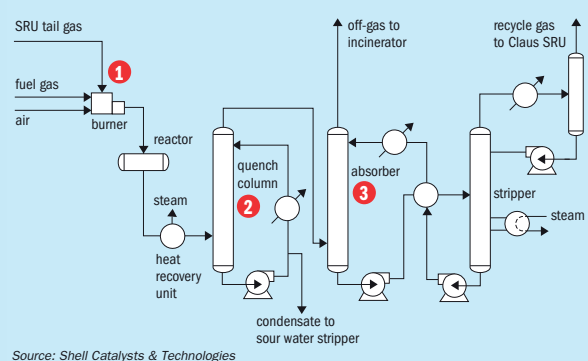 SRU tail gas
1
fuel gas
air
burner
reactor
steam
heat
recovery
unit
quench
column
2
condensate to
sour water stripper
off-gas to
incinerator
absorber
3
recycle gas
to Claus SRU
stripper
steam
Source: Shell Catalysts & Technologies